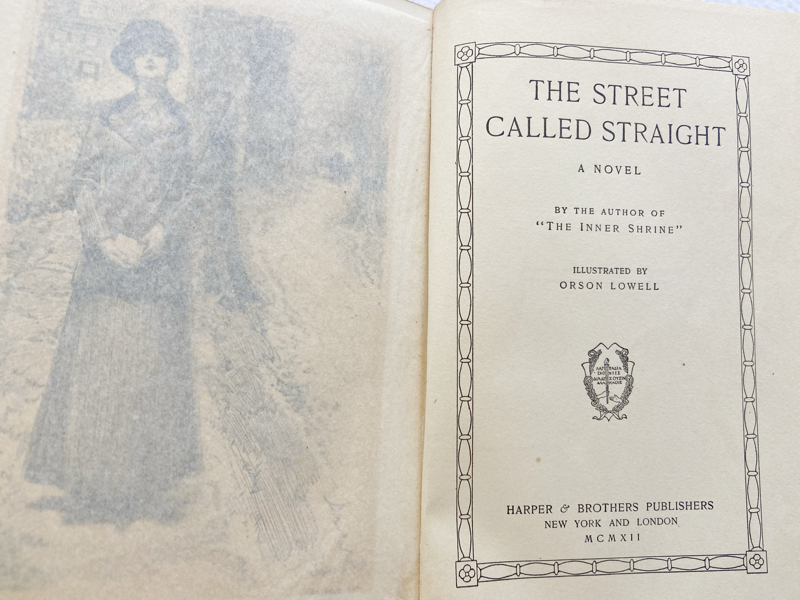 THE STREET
CALLED STRAIGHT
A NOVEL
BY THE AUTHOR OF
"THE INNER SHRINE"
ILLUSTRATED BY
ORSON LOWELL
HARPER & BROTHERS PUBLISHERS
NEW YORK AND LONDON
MCMXII